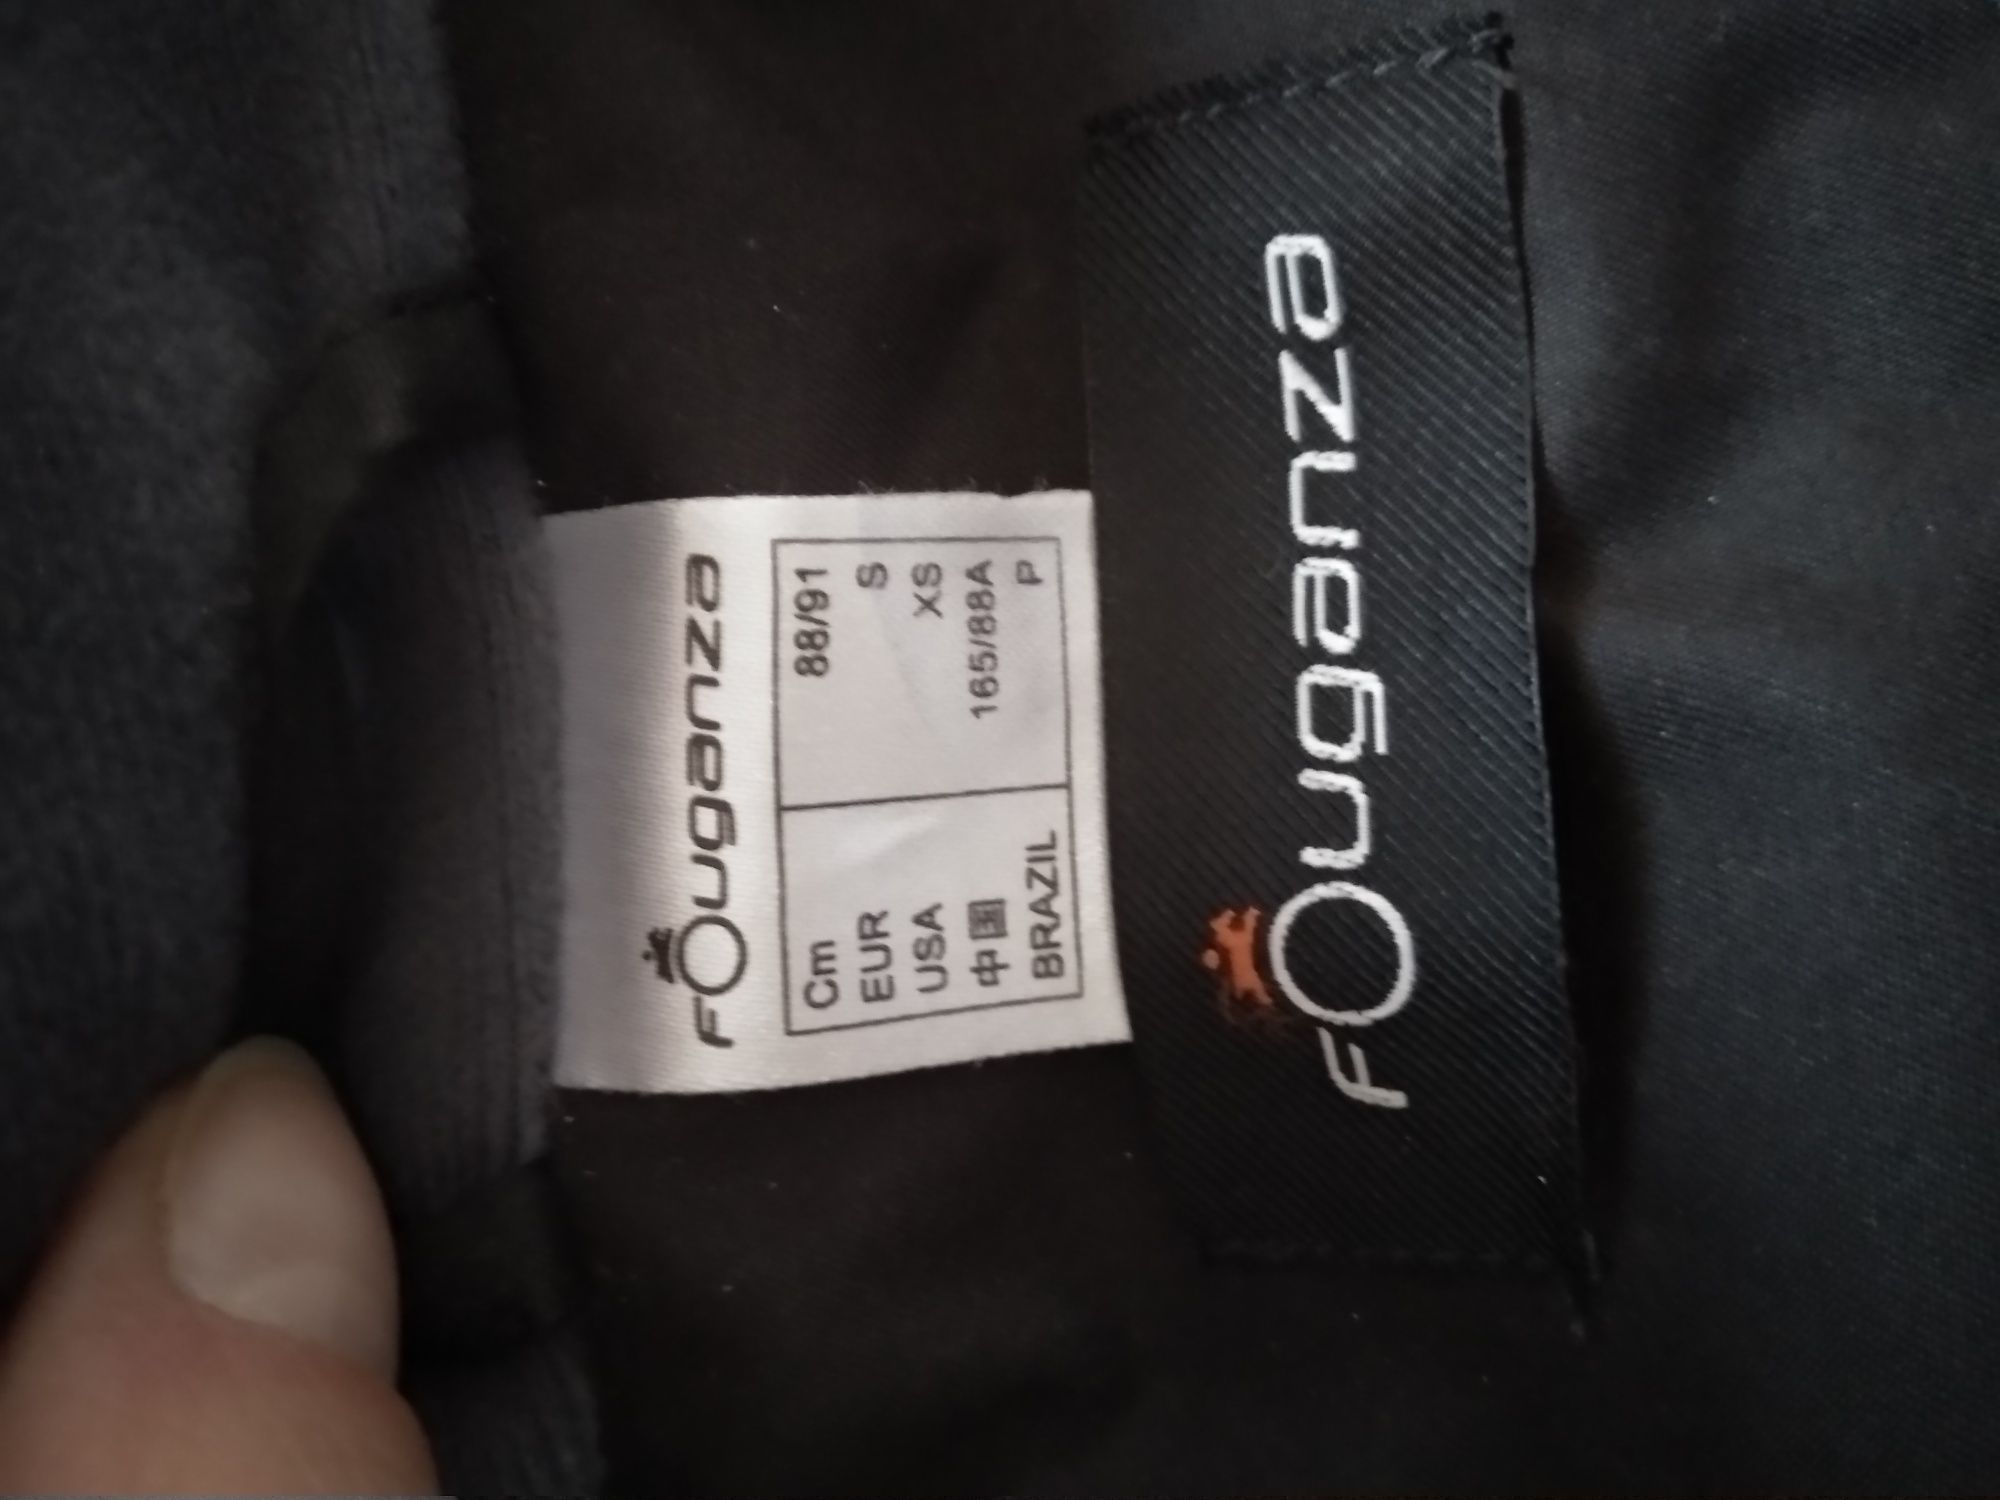 Fouganza
Cm 88/91
EUR S
USA XS
中国 165/88A
BRAZIL P
Fouganza